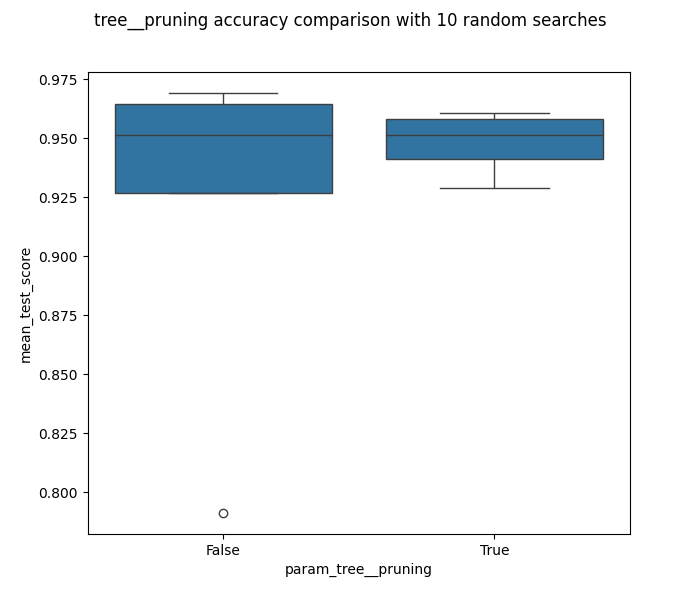 tree__pruning accuracy comparison with 10 random searches
0.975
0.950
0.925
0.900
0.875
0.850
0.825
0.800
mean_test_score
False
True
param_tree__pruning